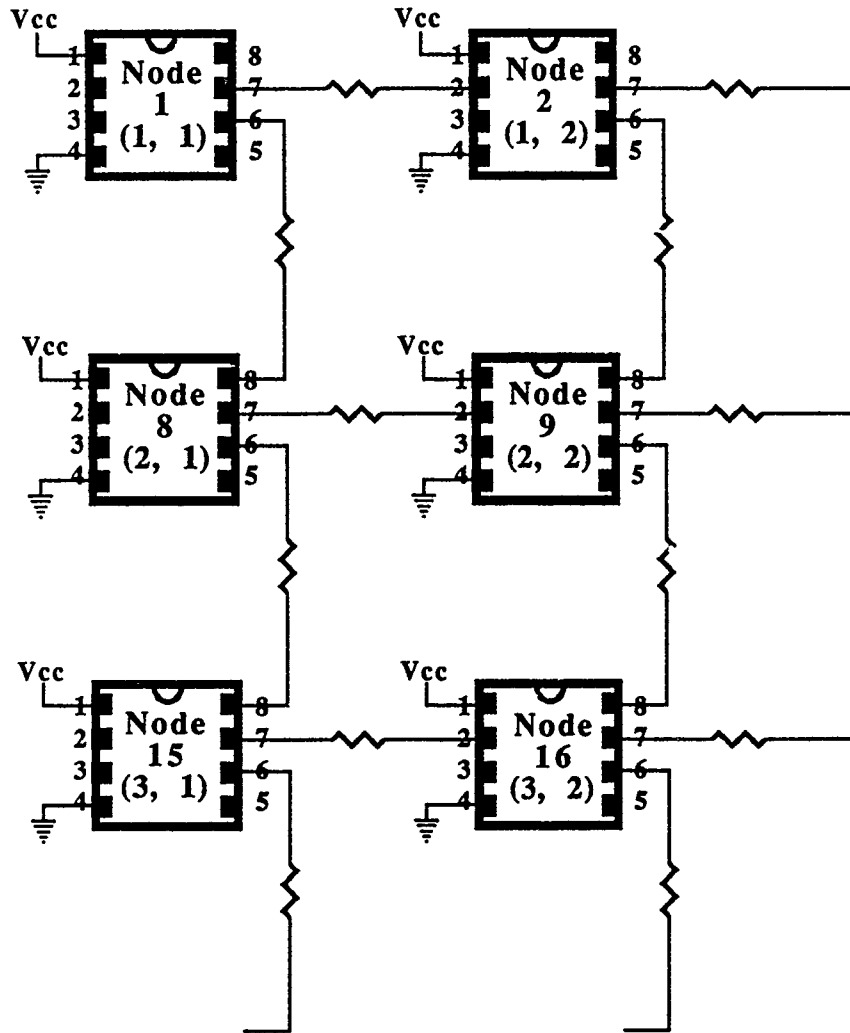 Vcc Vcc
1 Node 8 1 Node 8
2 1 7 2 2 7
3 (1, 1) 6 3 (1, 2) 6
4 5 4 5
Vcc Vcc
1 Node 8 1 Node 8
2 8 7 2 9 7
3 (2, 1) 6 3 (2, 2) 6
4 5 4 5
Vcc Vcc
1 Node 8 1 Node 8
2 15 7 2 16 7
3 (3, 1) 6 3 (3, 2) 6
4 5 4 5